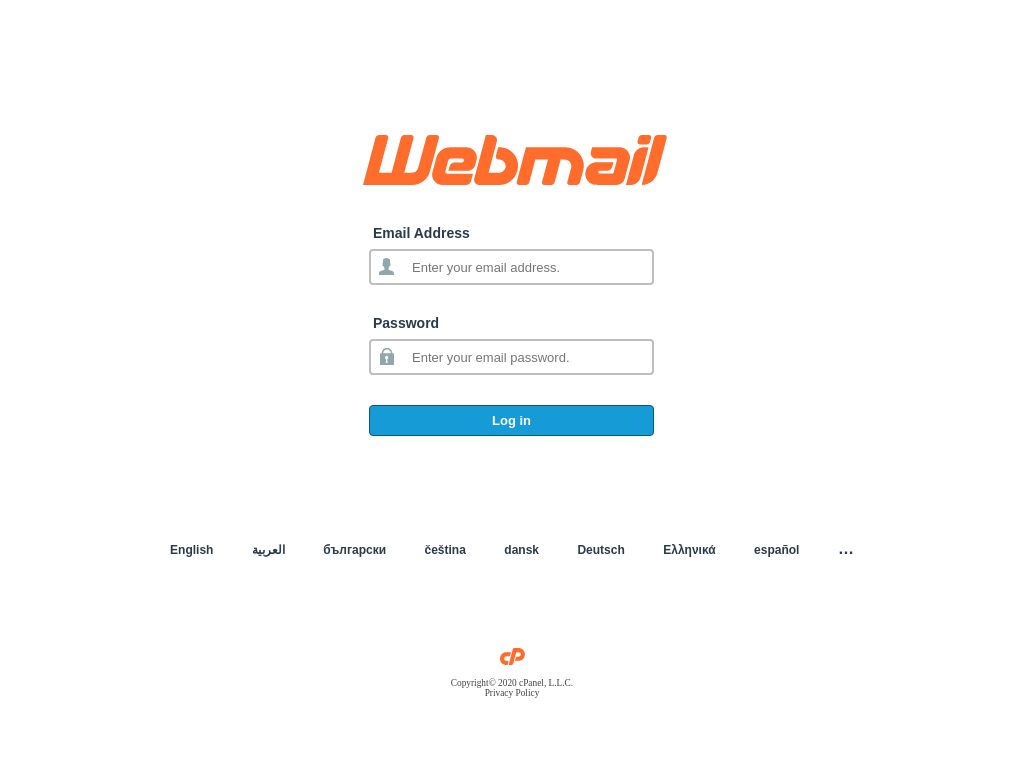 Webmail
Email Address
Enter your email address.
Password
Enter your email password.
Log in
English العربية български čeština dansk Deutsch Ελληνικά español ...
cP
Copyright© 2020 cPanel, L.L.C.
Privacy Policy